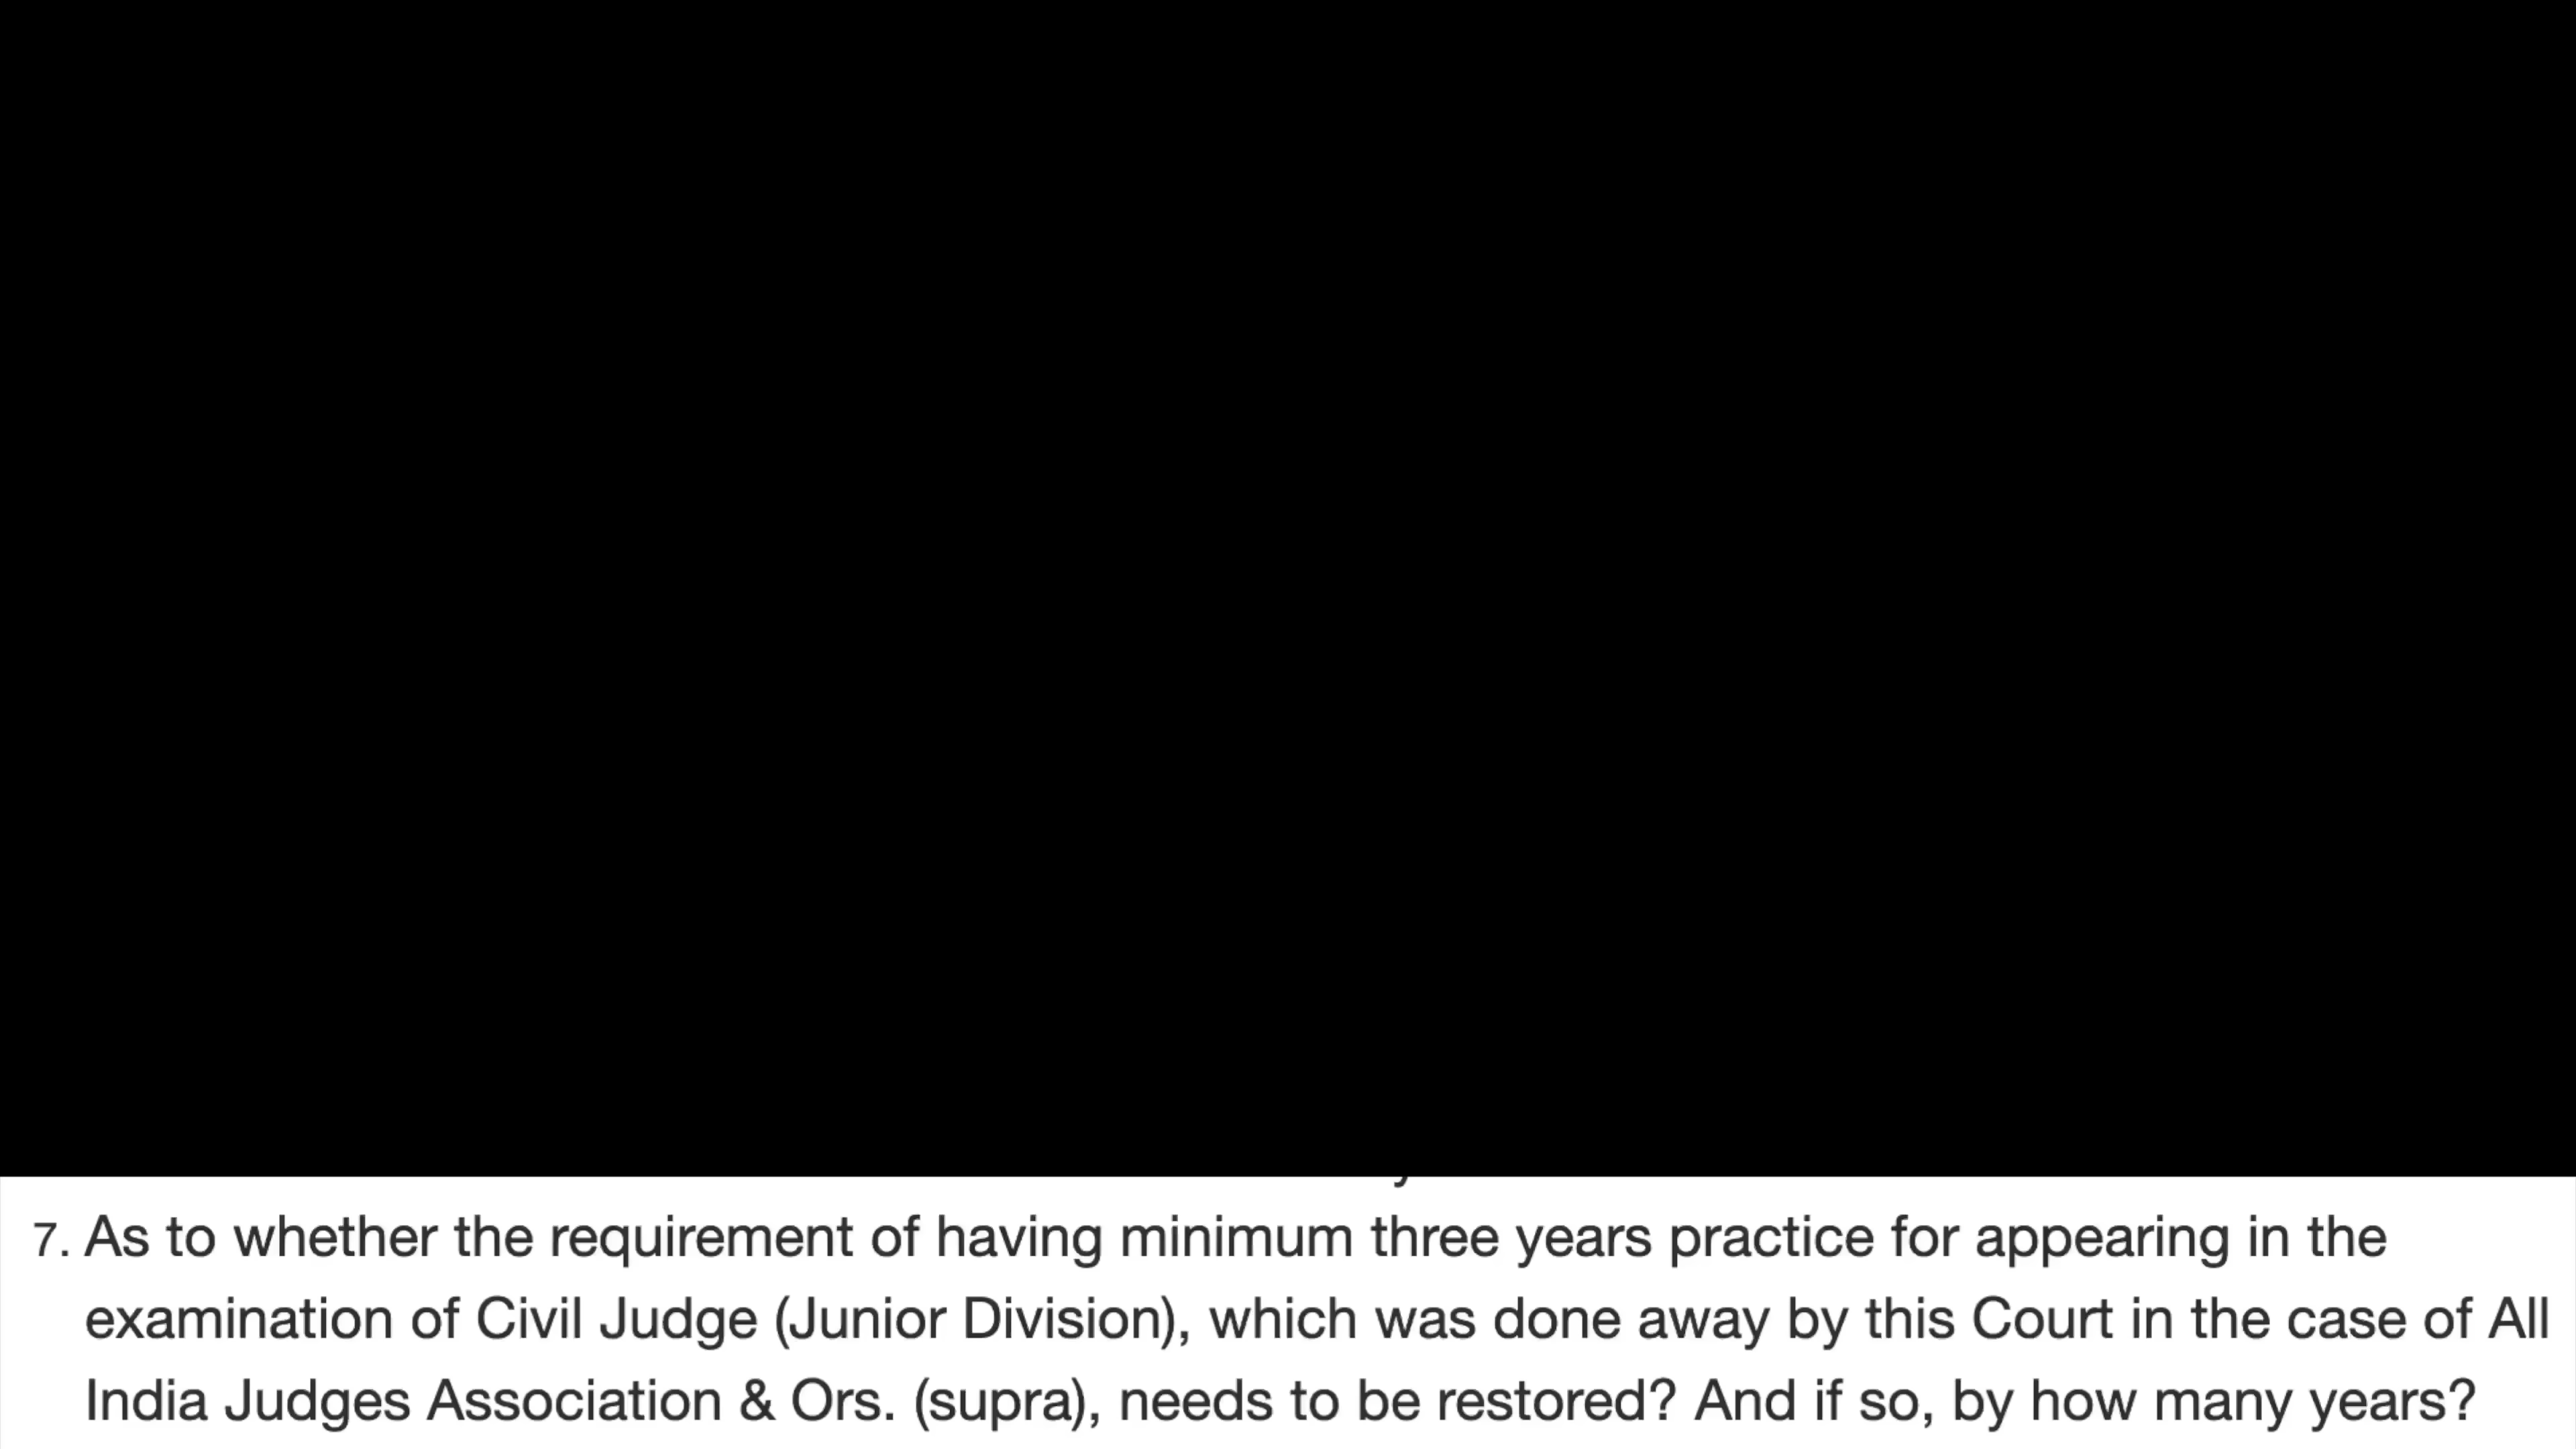 7. As to whether the requirement of having minimum three years practice for appearing in the
examination of Civil Judge (Junior Division), which was done away by this Court in the case of All
India Judges Association & Ors. (supra), needs to be restored? And if so, by how many years?